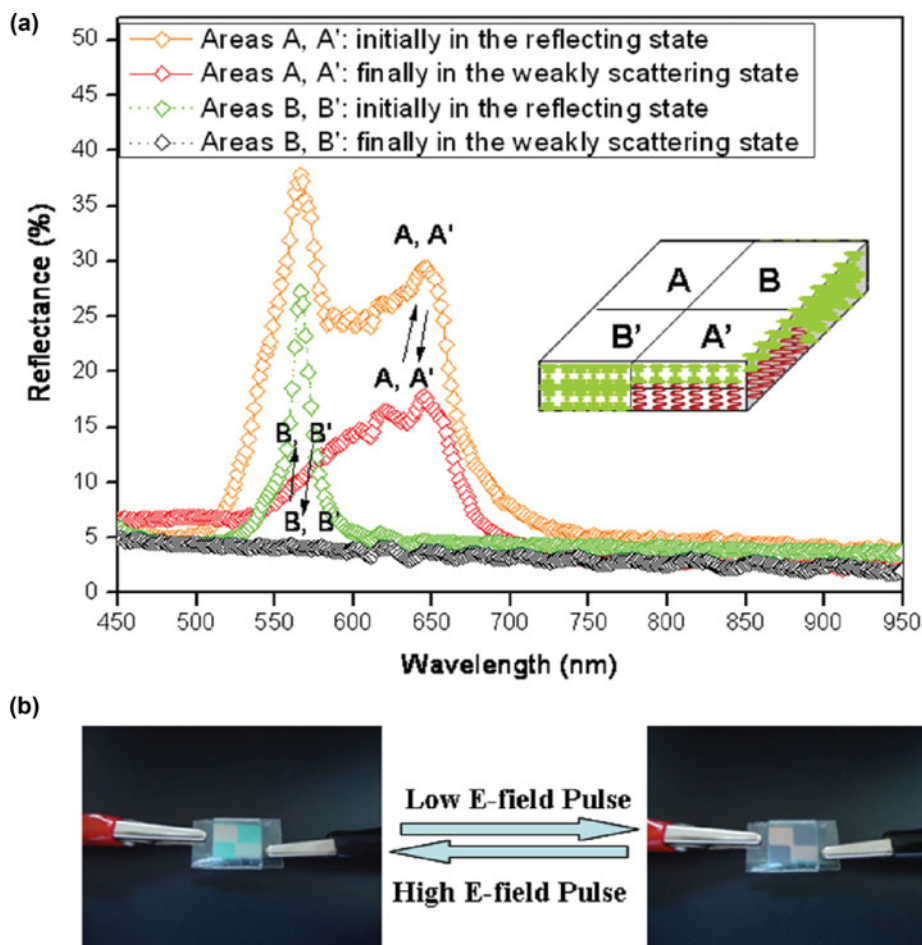 (a)
50
45
40
35
30
25
20
15
10
5
0
Reflectance (%)
Areas A, A': initially in the reflecting state
Areas A, A': finally in the weakly scattering state
Areas B, B': initially in the reflecting state
Areas B, B': finally in the weakly scattering state
A, A'
A, A'
B, B'
B, B'
A B
B' A'
450 500 550 600 650 700 750 800 850 900 950
Wavelength (nm)
(b)
Low E-field Pulse
High E-field Pulse